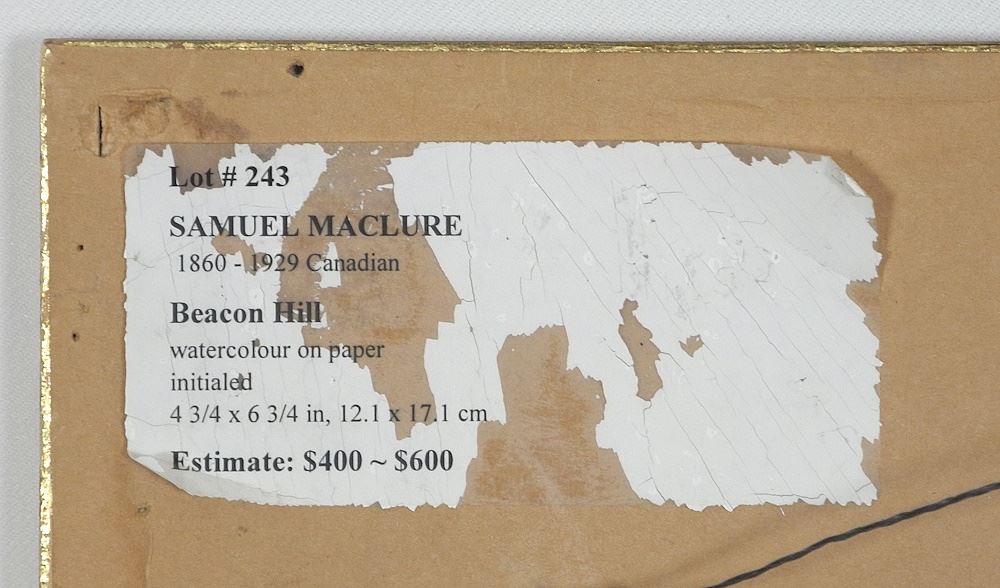 Lot # 243
SAMUEL MACLURE
1860 - 1929 Canadian
Beacon Hill
watercolour on paper
initialed
4 3/4 x 6 3/4 in, 12.1 x 17.1 cm
Estimate: $400 ~ $600